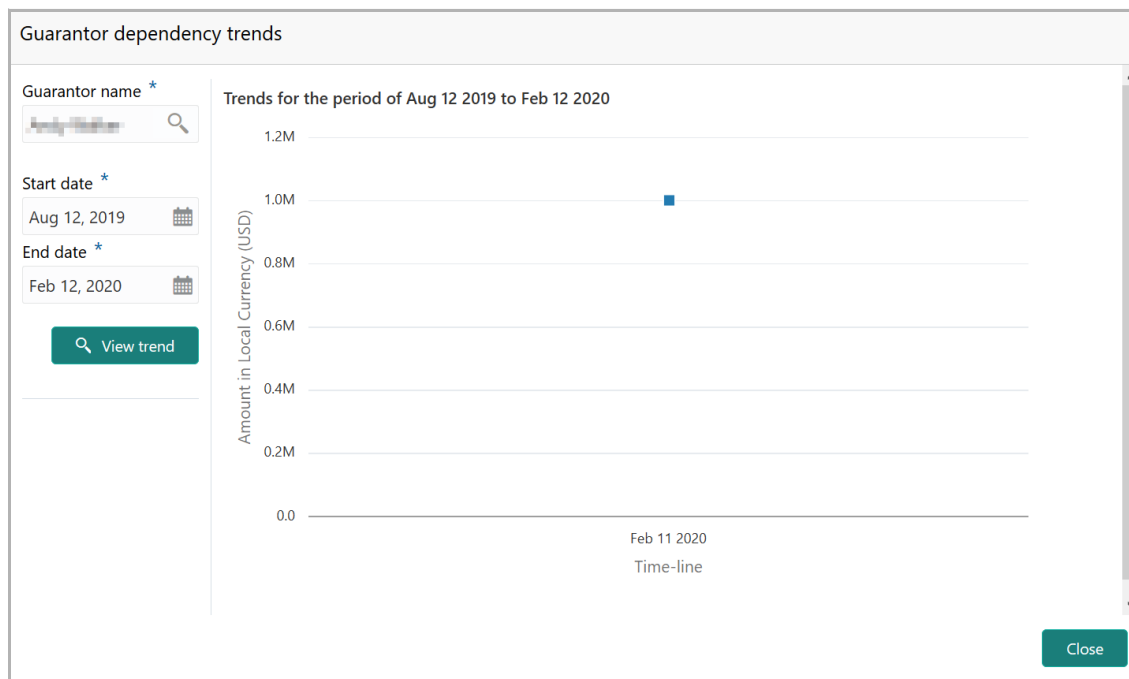 Guarantor dependency trends
Guarantor name *
Start date *
Aug 12, 2019
End date *
Feb 12, 2020
View trend
Trends for the period of Aug 12 2019 to Feb 12 2020
Amount in Local Currency (USD)
1.2M
1.0M
0.8M
0.6M
0.4M
0.2M
0.0
Feb 11 2020
Time-line
Close